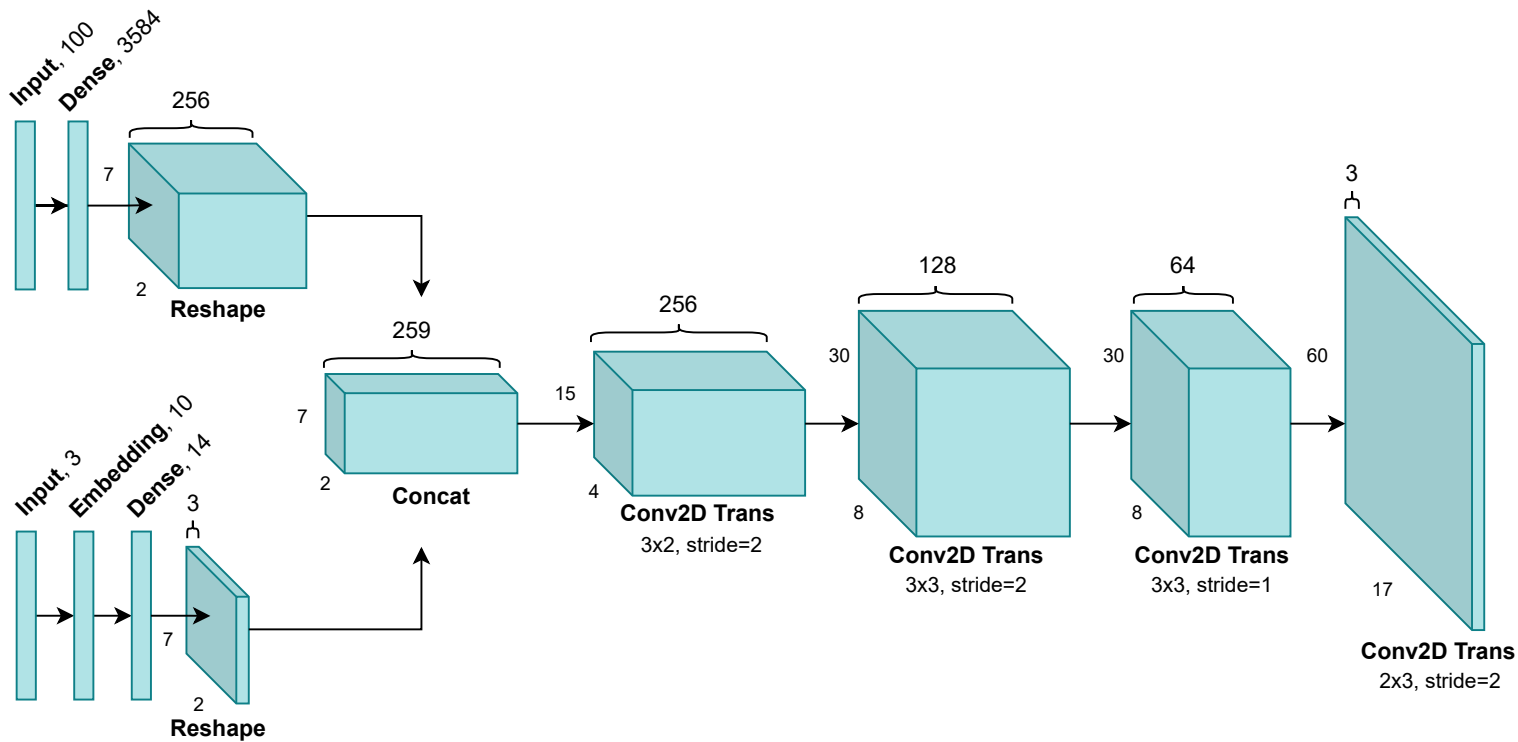 Input, 100
Dense, 3584
256
7
2
Reshape
Input, 3
Embedding, 10
Dense, 14
3
7
2
Reshape
259
7
2
Concat
256
15
4
Conv2D Trans
3x2, stride=2
128
30
8
Conv2D Trans
3x3, stride=2
64
30
8
Conv2D Trans
3x3, stride=1
3
60
17
Conv2D Trans
2x3, stride=2